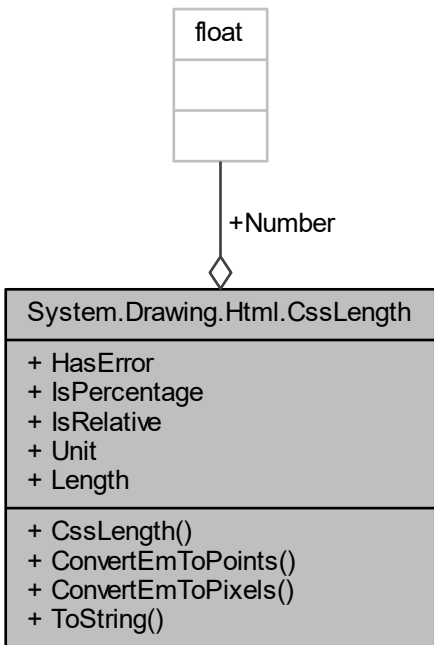 float
+Number
System.Drawing.Html.CssLength
+ HasError
+ IsPercentage
+ IsRelative
+ Unit
+ Length
+ CssLength()
+ ConvertEmToPoints()
+ ConvertEmToPixels()
+ ToString()